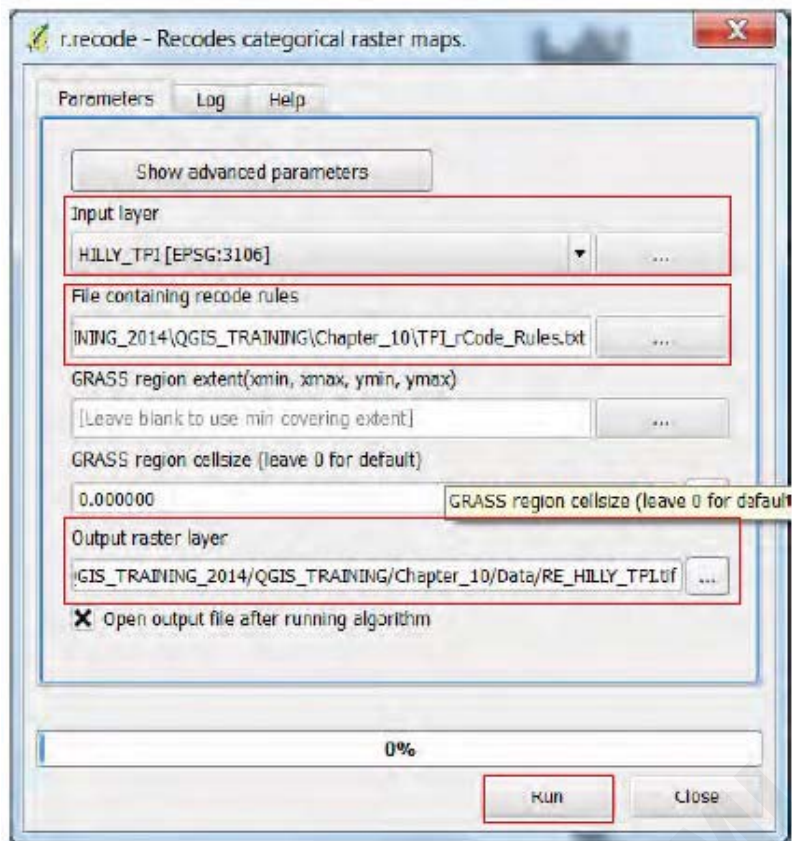 r.recode - Recodes categorical raster maps.
Parameters Log Help
Show advanced parameters
Input layer
HILLY_TPI [EPSG:3106] ...
File containing recode rules
NING_2014\QGIS_TRAINING\Chapter_10\TPI_rCode_Rules.txt ...
GRASS region extent(xmin, xmax, ymin, ymax)
[Leave blank to use min covering extent] ...
GRASS region cellsize (leave 0 for default)
0.000000
GRASS region cellsize (leave 0 for default
Output raster layer
GIS_TRAINING_2014/QGIS_TRAINING/Chapter_10/Data/RE_HILLY_TPI.tif ...
Open output file after running algorithm
0%
Run Close